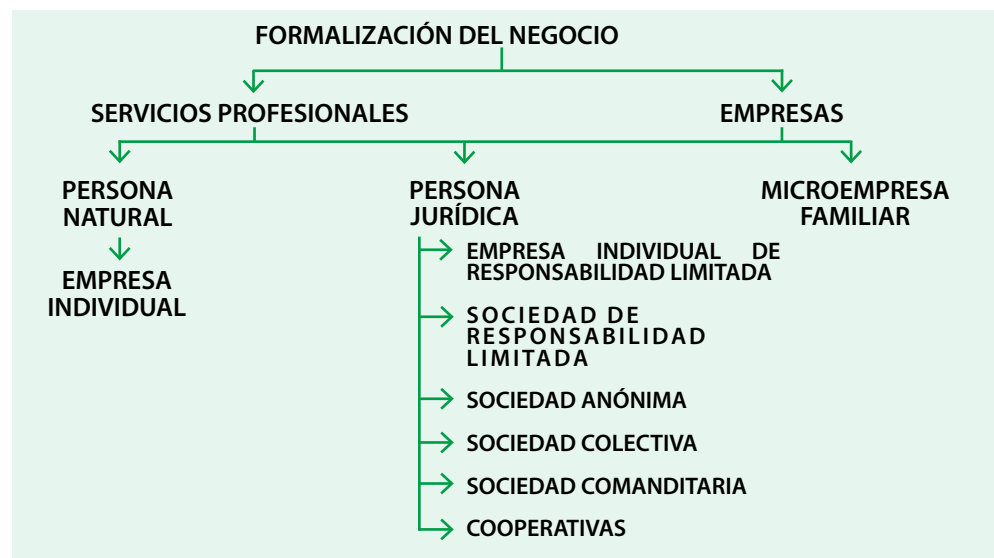 FORMALIZACIÓN DEL NEGOCIO
SERVICIOS PROFESIONALES
EMPRESAS
PERSONA
NATURAL
EMPRESA
INDIVIDUAL
PERSONA
JURÍDICA
EMPRESA INDIVIDUAL DE
RESPONSABILIDAD LIMITADA
SOCIEDAD DE
RESPONSABILIDAD
LIMITADA
SOCIEDAD ANÓNIMA
SOCIEDAD COLECTIVA
SOCIEDAD COMANDITARIA
COOPERATIVAS
MICROEMPRESA
FAMILIAR